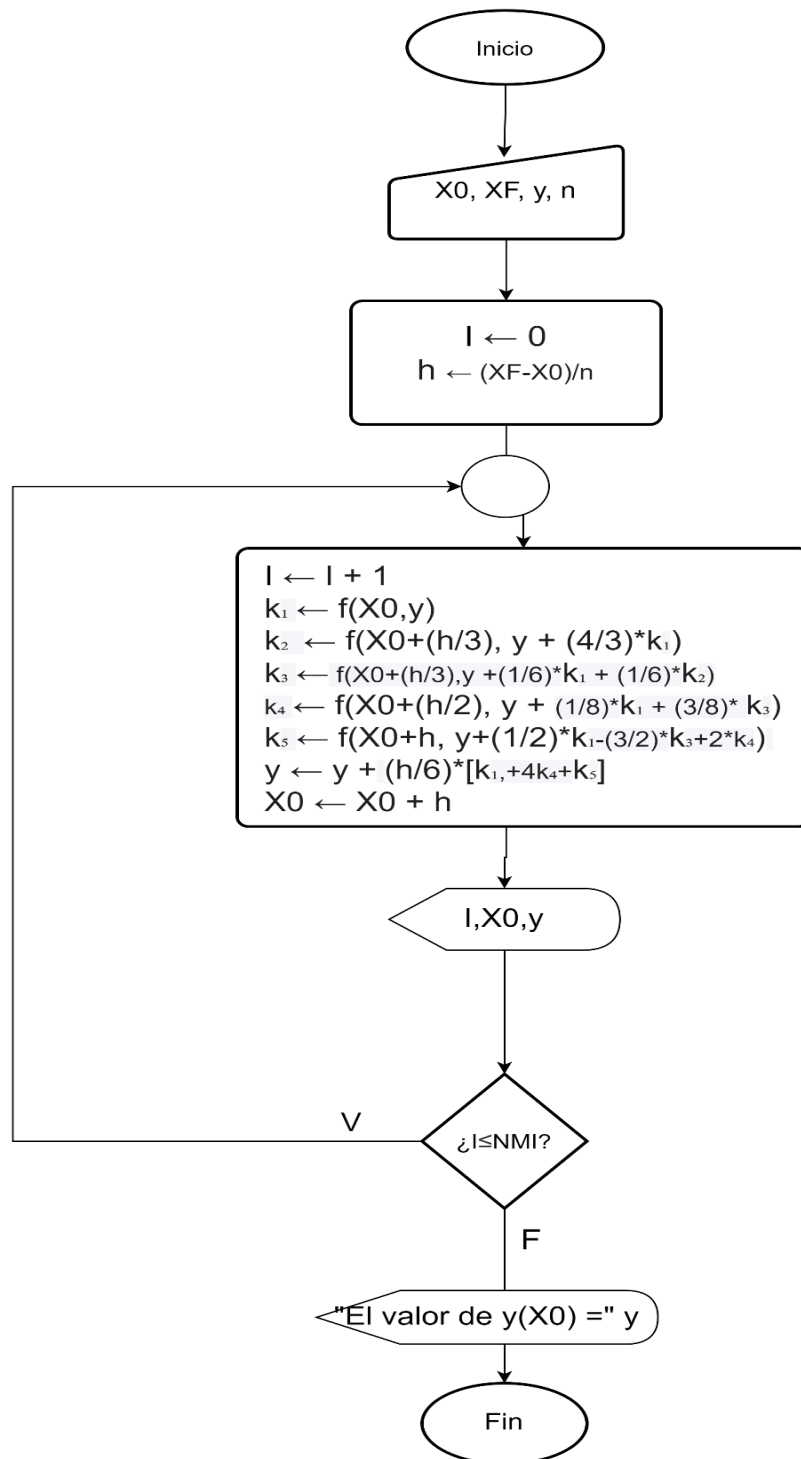 Inicio
X0, XF, y, n
I ← 0
h ← (XF-X0)/n
I ← I + 1
k₁ ← f(X0,y)
k₂ ← f(X0+(h/3), y + (4/3)*k₁)
k₃ ← f(X0+(h/3),y +(1/6)*k₁ + (1/6)*k₂)
k₄ ← f(X0+(h/2), y + (1/8)*k₁ + (3/8)* k₃)
k₅ ← f(X0+h, y+(1/2)*k₁-(3/2)*k₃+2*k₄)
y ← y + (h/6)*[k₁,+4k₄+k₅]
X0 ← X0 + h
I,X0,y
V
¿I≤NMI?
F
"El valor de y(X0) =" y
Fin